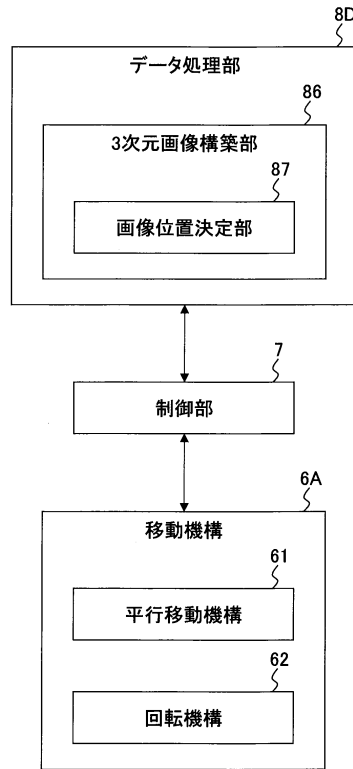 8D
データ処理部
86
3次元画像構築部
87
画像位置決定部
7
制御部
6A
移動機構
61
平行移動機構
62
回転機構